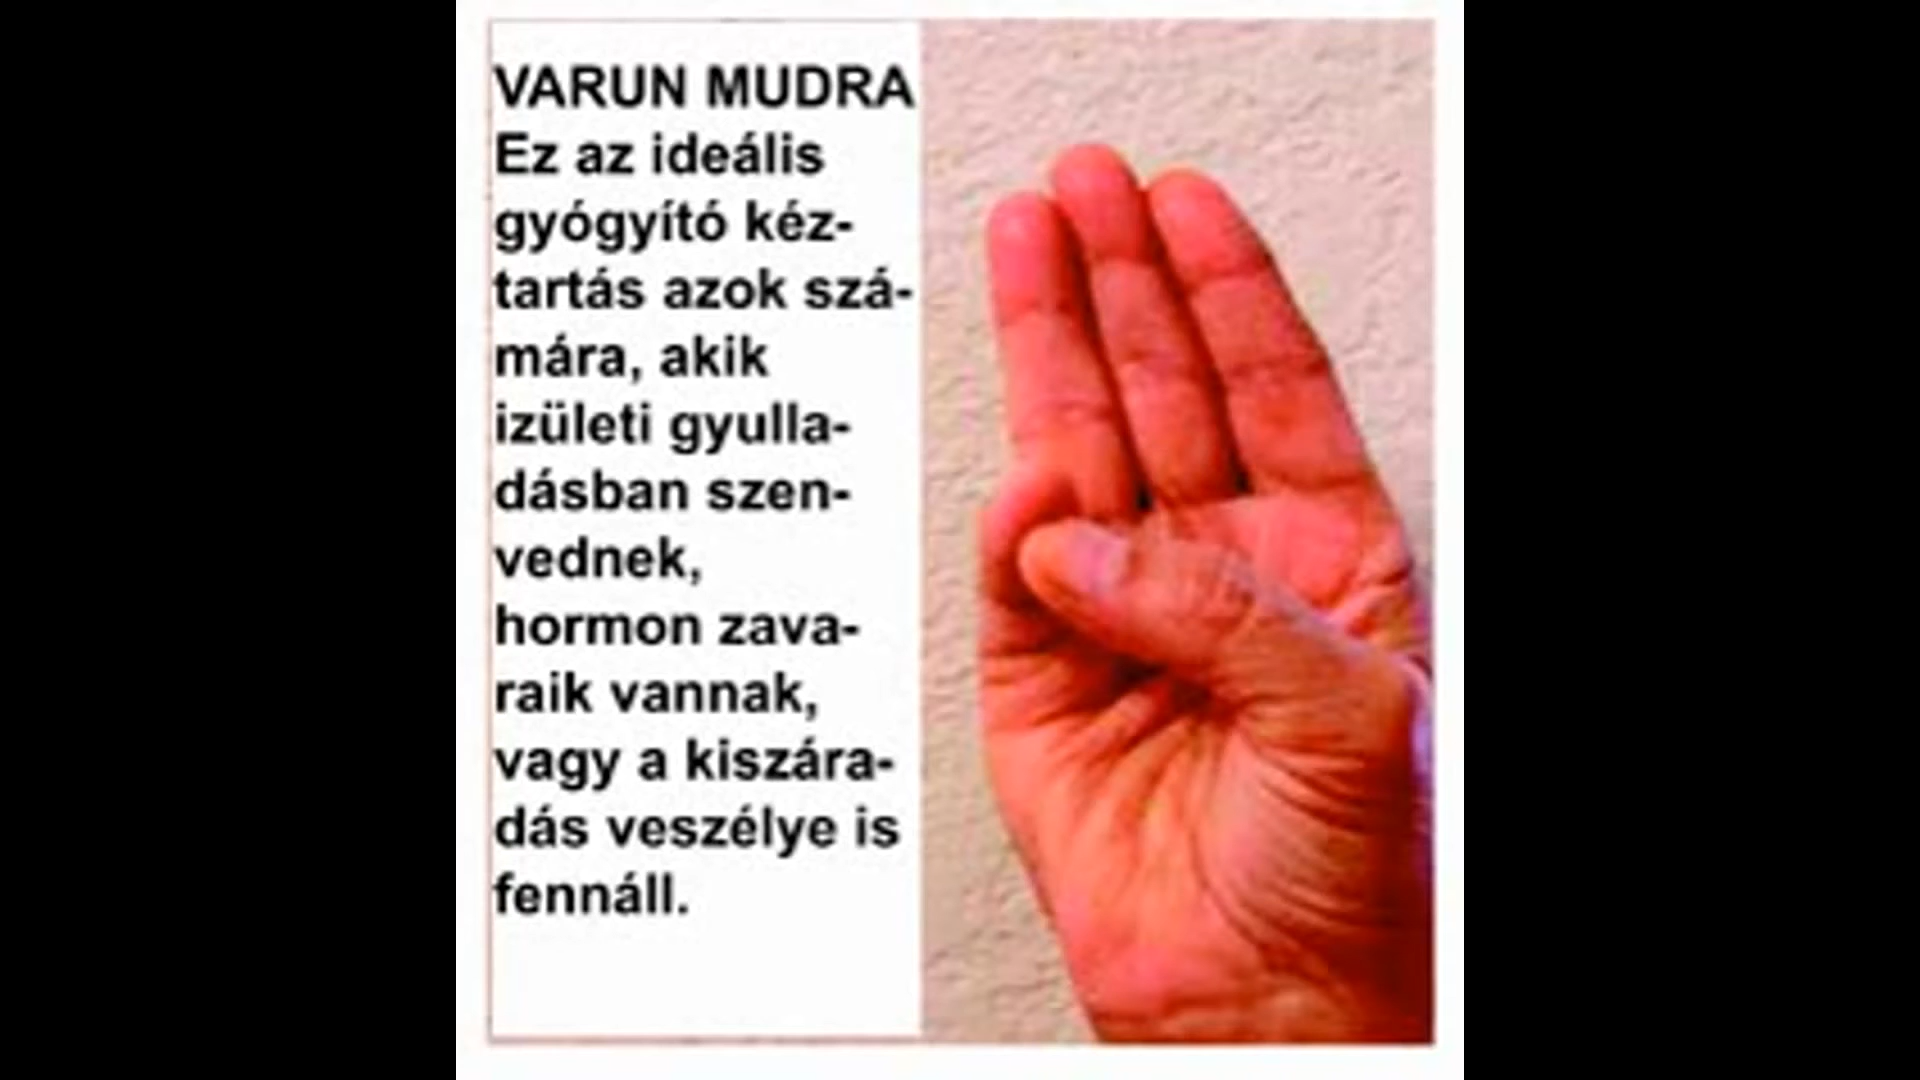 VARUN MUDRA
Ez az ideális
gyógyító kéz-
tartás azok szá-
mára, akik
izületi gyulla-
dásban szen-
vednek,
hormon zava-
raik vannak,
vagy a kiszára-
dás veszélye is
fennáll.